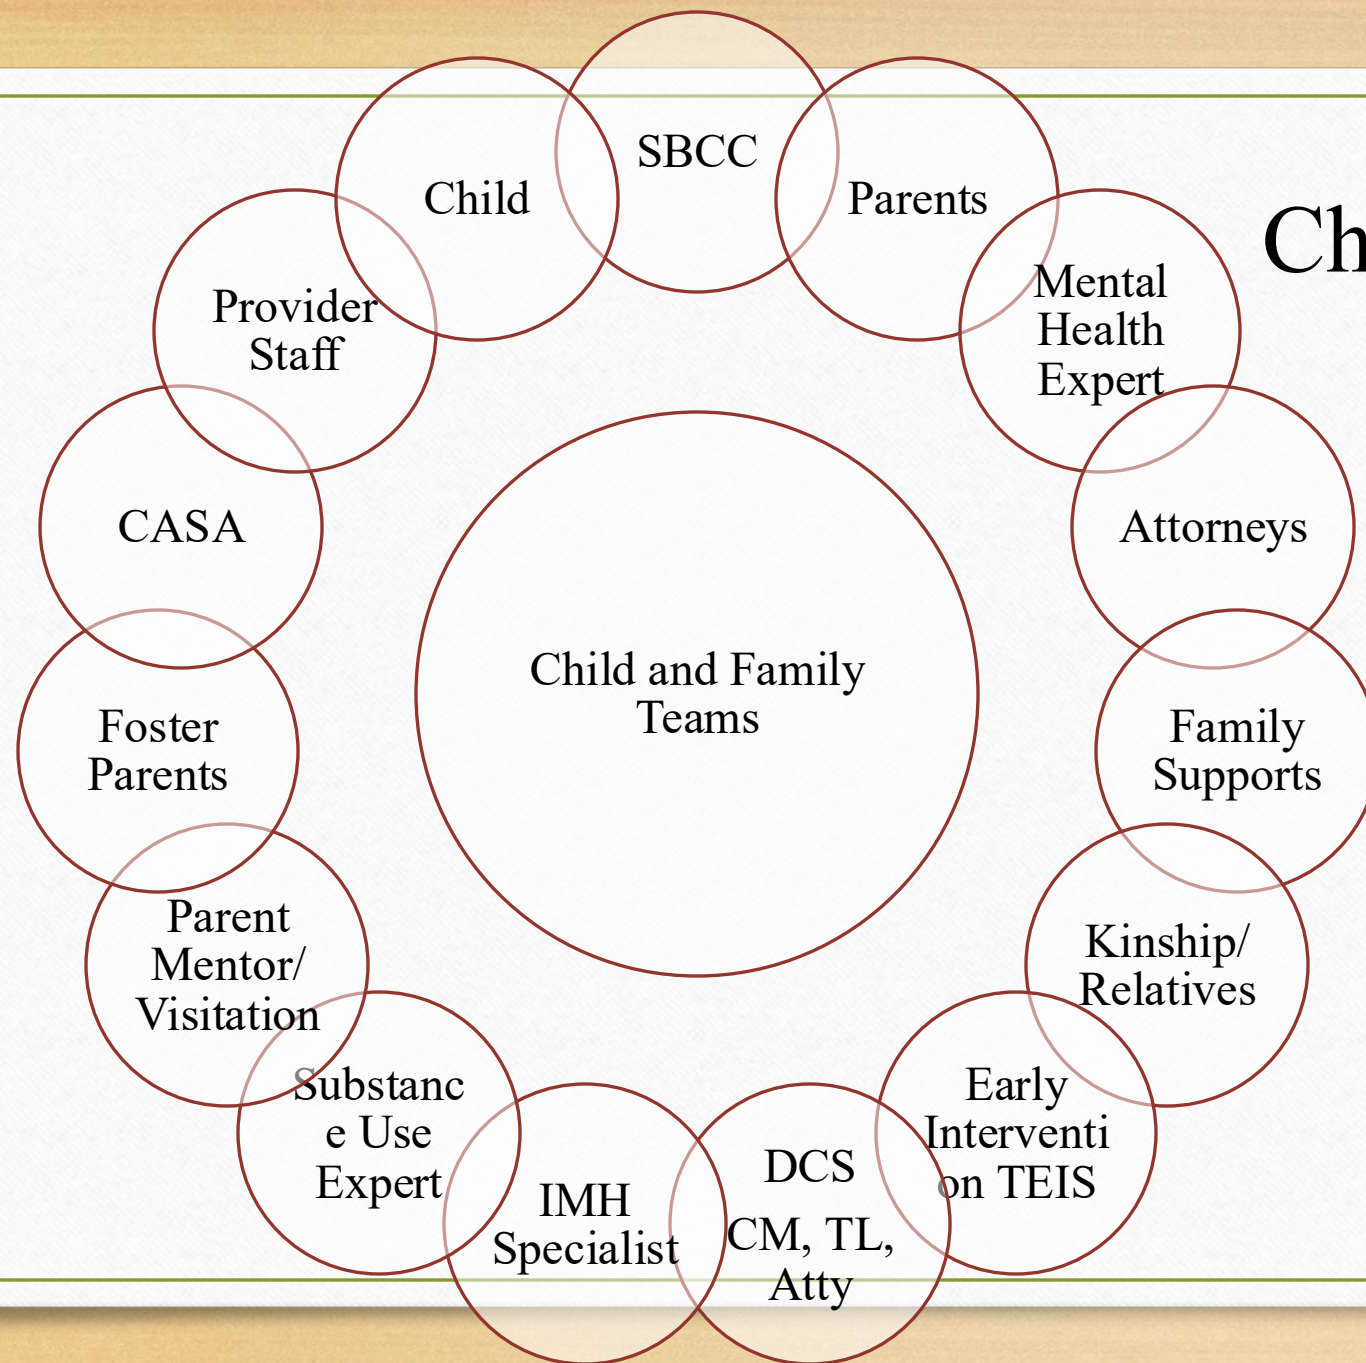 SBCC
Child
Parents
Ch
Mental
Health
Expert
Provider
Staff
CASA
Attorneys
Child and Family
Teams
Foster
Parents
Family
Supports
Parent
Mentor/
Visitation
Kinship/
Relatives
Substanc
e Use
Expert
Early
Interventi
on TEIS
IMH
Specialist
DCS
CM, TL,
Atty